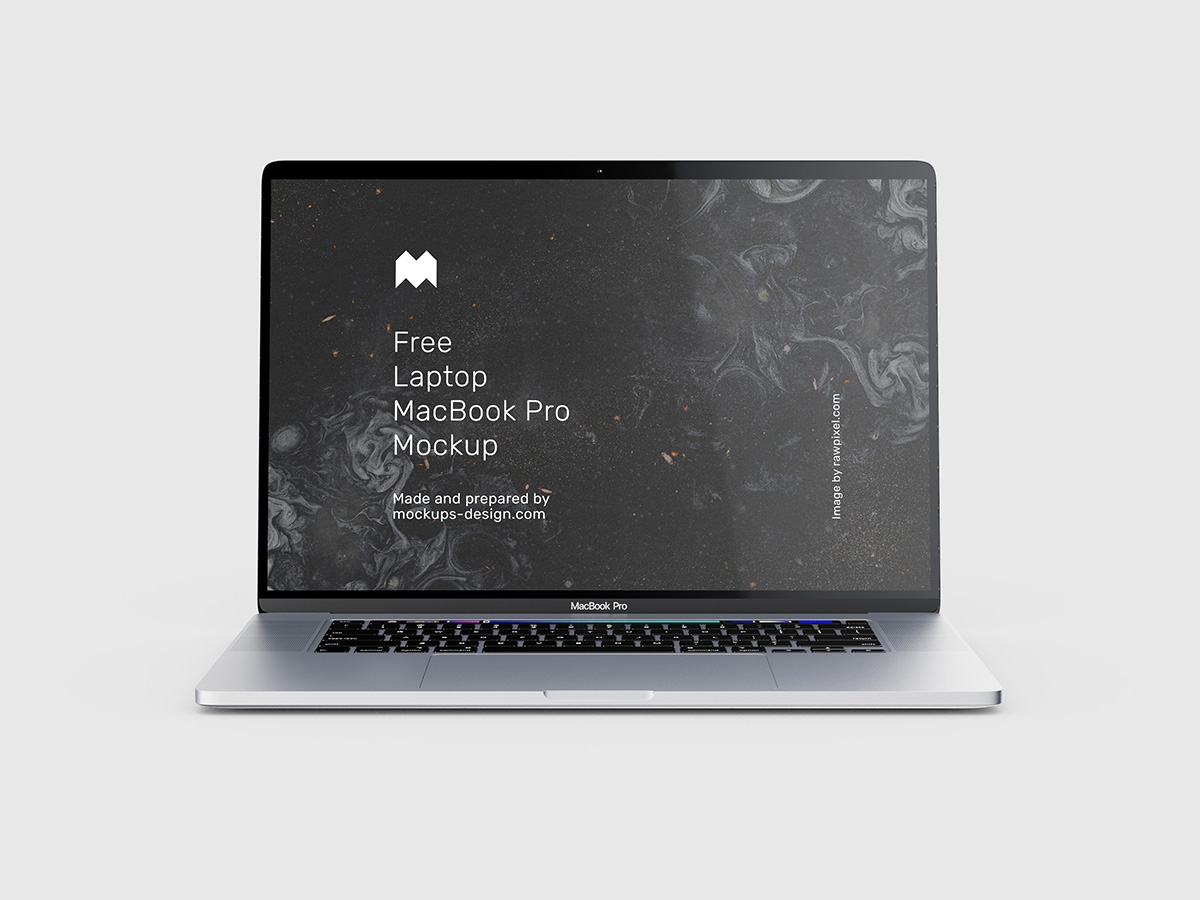 Free
Laptop
MacBook Pro
Mockup
Made and prepared by
mockups-design.com
Image by rawpixel.com
MacBook Pro